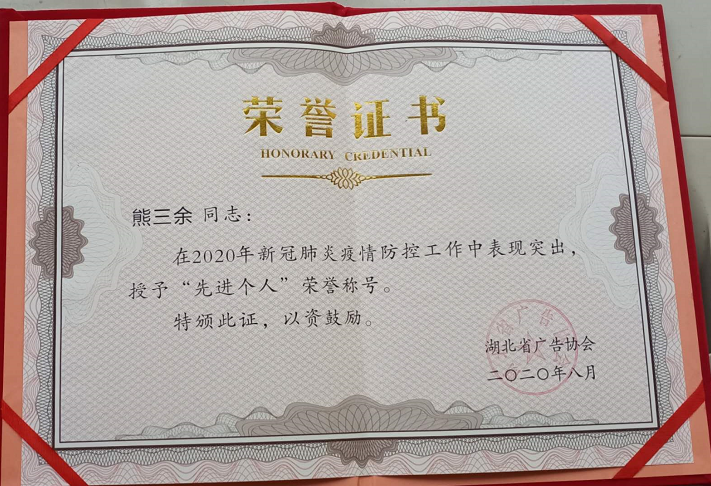 荣誉证书
HONORARY CREDENTIAL
熊三余 同志：
在2020年新冠肺炎疫情防控工作中表现突出，
授予“先进个人”荣誉称号。
特颁此证，以资鼓励。
湖北省广告协会
二〇二〇年八月